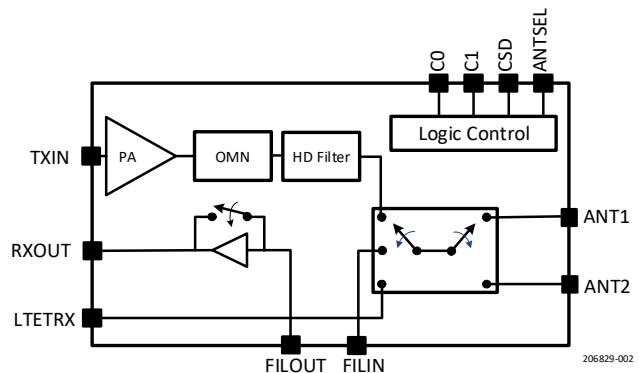 C0
C1
CSD
ANTSEL
Logic Control
TXIN
PA
OMN
HD Filter
RXOUT
ANT1
ANT2
LTETRX
FILOUT
FILIN
206829-002